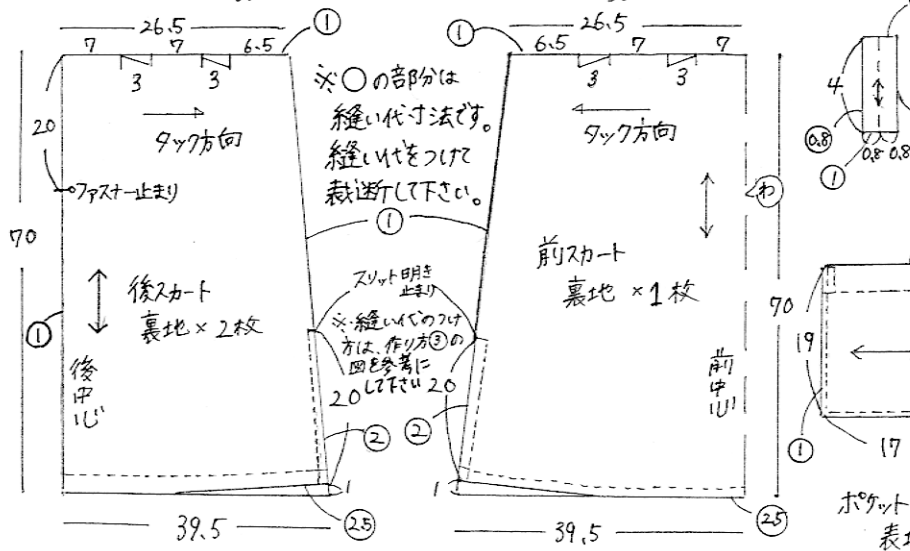 26.5
7 7 6.5
①
3 3
タック方向
20
ファスナー止まり
70
①
後スカート
裏地 × 2枚
後中心
39.5
②.⑤
1
②
20
※○の部分は
縫い代寸法です。
縫い代をつけて
裁断して下さい。
①
スリット明き
止まり
※縫い代のつけ
方は、作り方③の
図を参考に
して下さい
26.5
①
6.5 7 7
3 3
タック方向
わ
前スカート
裏地 × 1枚
70
前中心
20
②
1
39.5
②.⑤
4
0.8
①
0.8 0.8
19
①
17
ポケット